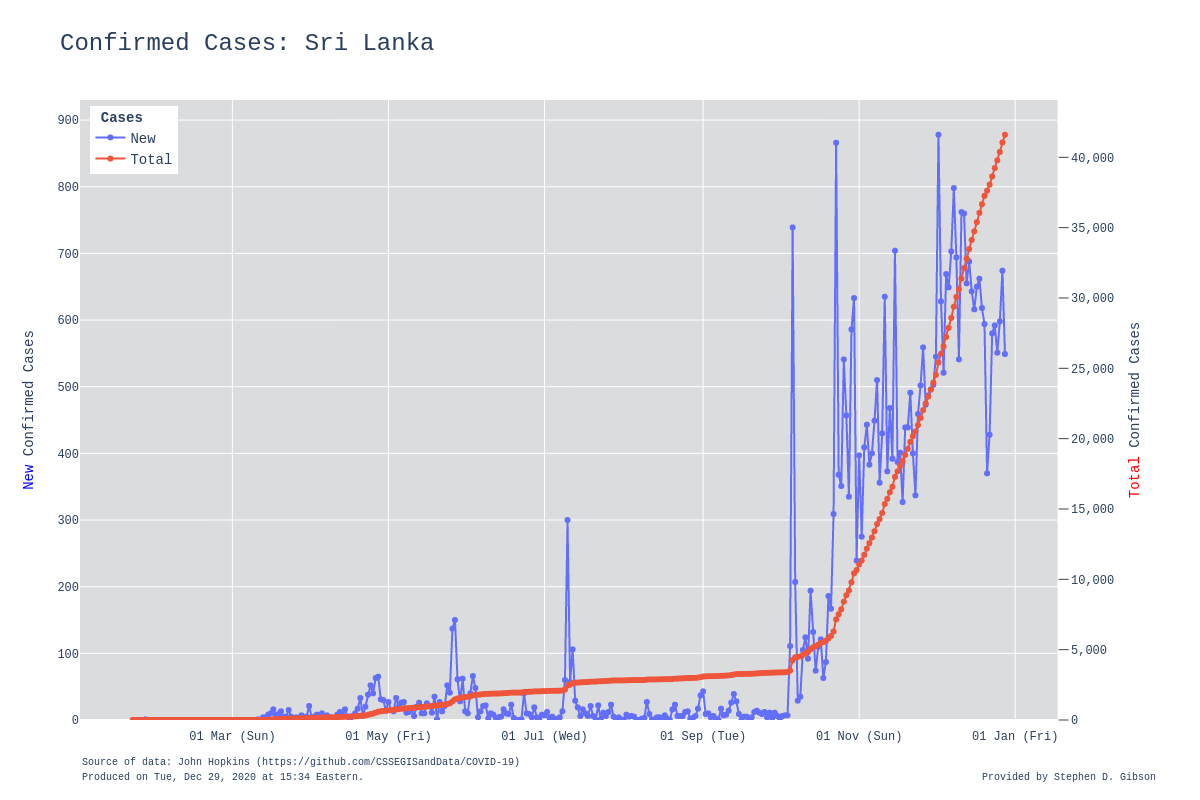 Confirmed Cases: Sri Lanka
Cases
New
Total
900
800
700
600
500
400
300
200
100
0
New Confirmed Cases
40,000
35,000
30,000
25,000
20,000
15,000
10,000
5,000
0
Total Confirmed Cases
01 Mar (Sun) 01 May (Fri) 01 Jul (Wed) 01 Sep (Tue) 01 Nov (Sun) 01 Jan (Fri)
Source of data: John Hopkins (https://github.com/CSSEGISandData/COVID-19)
Produced on Tue, Dec 29, 2020 at 15:34 Eastern.
Provided by Stephen D. Gibson